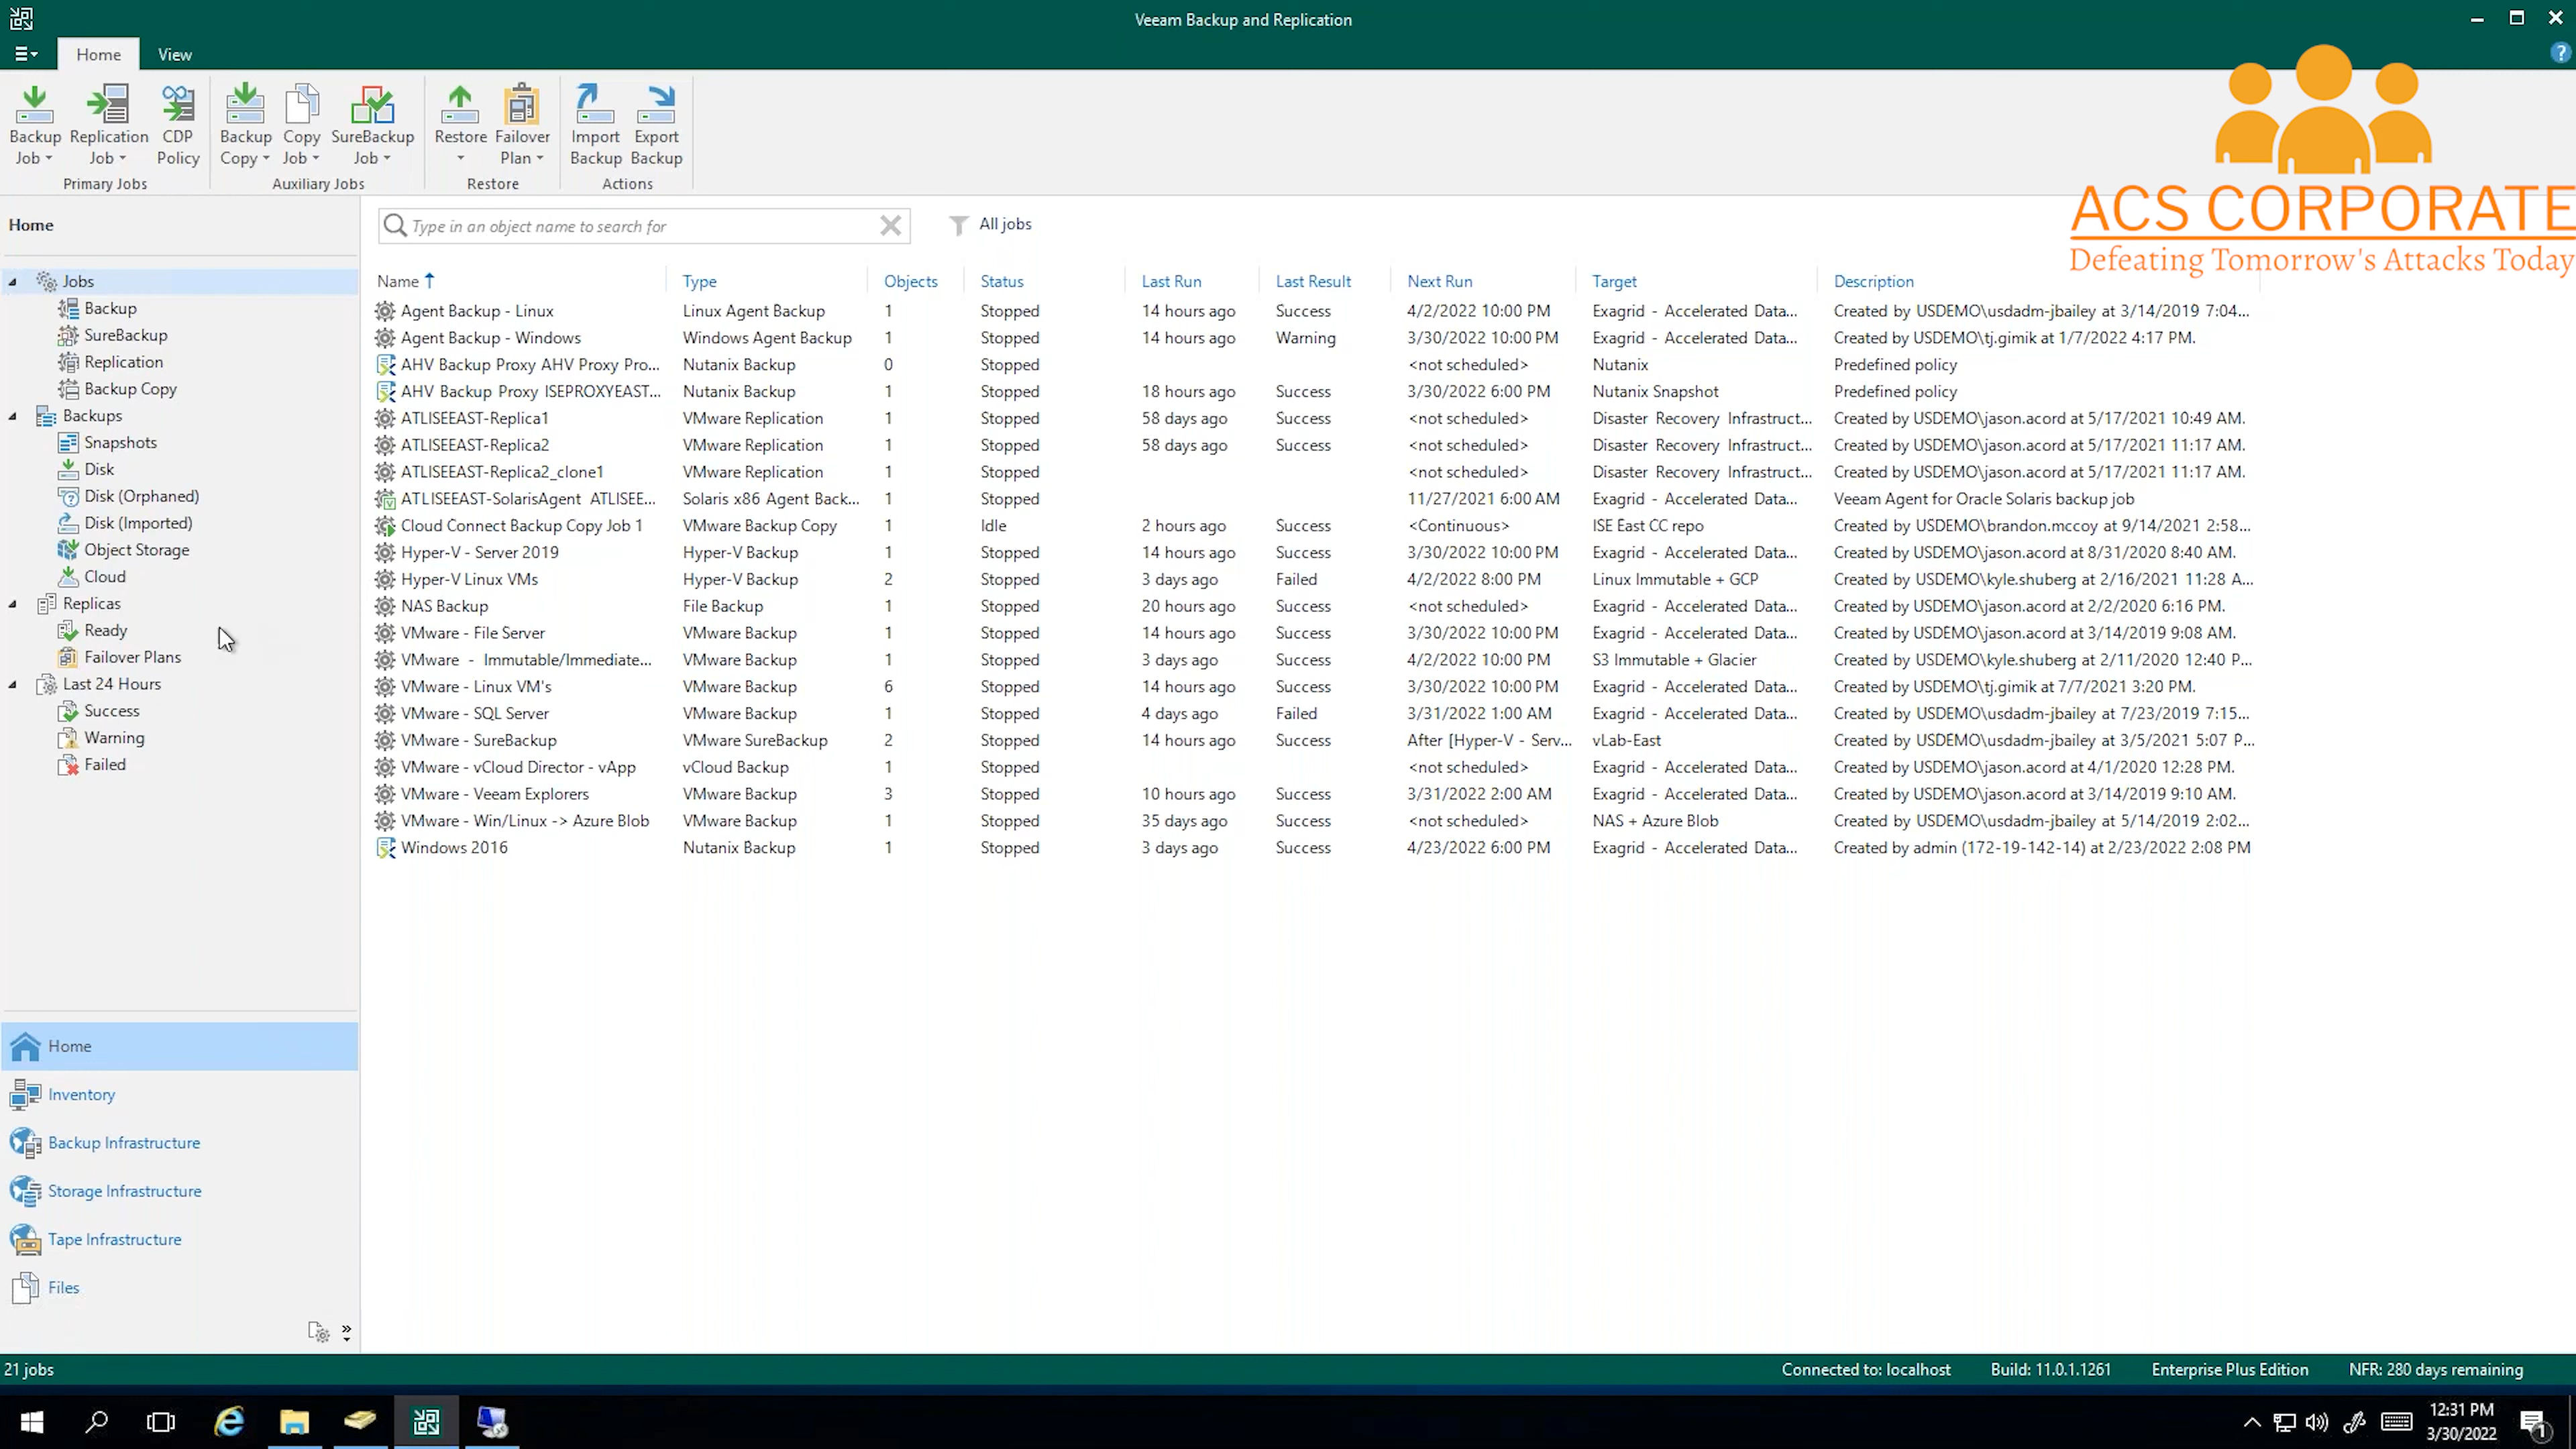 Veeam Backup and Replication
Home View
Backup Job Replication Job CDP Policy Backup Copy Copy Job SureBackup Job Restore Failover Plan Import Backup Export Backup
Primary Jobs Auxiliary Jobs Restore Actions
ACS CORPORATE
Defeating Tomorrow's Attacks Today
Home
Type in an object name to search for All jobs
Jobs
Backup
SureBackup
Replication
Backup Copy
Backups
Snapshots
Disk
Disk (Orphaned)
Disk (Imported)
Object Storage
Cloud
Replicas
Ready
Failover Plans
Last 24 Hours
Success
Warning
Failed
Home
Inventory
Backup Infrastructure
Storage Infrastructure
Tape Infrastructure
Files
Name Type Objects Status Last Run Last Result Next Run Target Description
Agent Backup - Linux Linux Agent Backup 1 Stopped 14 hours ago Success 4/2/2022 10:00 PM Exagrid - Accelerated Data... Created by USDEMO\usdadm-jbailey at 3/14/2019 7:04...
Agent Backup - Windows Windows Agent Backup 1 Stopped 14 hours ago Warning 3/30/2022 10:00 PM Exagrid - Accelerated Data... Created by USDEMO\tj.gimik at 1/7/2022 4:17 PM.
AHV Backup Proxy AHV Proxy Pro... Nutanix Backup 0 Stopped <not scheduled> Nutanix Predefined policy
AHV Backup Proxy ISEPROXYEAST... Nutanix Backup 1 Stopped 18 hours ago Success 3/30/2022 6:00 PM Nutanix Snapshot Predefined policy
ATLISEEAST-Replica1 VMware Replication 1 Stopped 58 days ago Success <not scheduled> Disaster Recovery Infrastruct... Created by USDEMO\jason.acord at 5/17/2021 10:49 AM.
ATLISEEAST-Replica2 VMware Replication 1 Stopped 58 days ago Success <not scheduled> Disaster Recovery Infrastruct... Created by USDEMO\jason.acord at 5/17/2021 11:17 AM.
ATLISEEAST-Replica2_clone1 VMware Replication 1 Stopped <not scheduled> Disaster Recovery Infrastruct... Created by USDEMO\jason.acord at 5/17/2021 11:17 AM.
ATLISEEAST-SolarisAgent ATLISEE... Solaris x86 Agent Back... 1 Stopped 11/27/2021 6:00 AM Exagrid - Accelerated Data... Veeam Agent for Oracle Solaris backup job
Cloud Connect Backup Copy Job 1 VMware Backup Copy 1 Idle 2 hours ago Success <Continuous> ISE East CC repo Created by USDEMO\brandon.mccoy at 9/14/2021 2:58...
Hyper-V - Server 2019 Hyper-V Backup 1 Stopped 14 hours ago Success 3/30/2022 10:00 PM Exagrid - Accelerated Data... Created by USDEMO\jason.acord at 8/31/2020 8:40 AM.
Hyper-V Linux VMs Hyper-V Backup 2 Stopped 3 days ago Failed 4/2/2022 8:00 PM Linux Immutable + GCP Created by USDEMO\kyle.shuberg at 2/16/2021 11:28 A...
NAS Backup File Backup 1 Stopped 20 hours ago Success <not scheduled> Exagrid - Accelerated Data... Created by USDEMO\jason.acord at 2/2/2020 6:16 PM.
VMware - File Server VMware Backup 1 Stopped 14 hours ago Success 3/30/2022 10:00 PM Exagrid - Accelerated Data... Created by USDEMO\jason.acord at 3/14/2019 9:08 AM.
VMware - Immutable/Immediate... VMware Backup 1 Stopped 3 days ago Success 4/2/2022 10:00 PM S3 Immutable + Glacier Created by USDEMO\kyle.shuberg at 2/11/2020 12:40 P...
VMware - Linux VM's VMware Backup 6 Stopped 14 hours ago Success 3/30/2022 10:00 PM Exagrid - Accelerated Data... Created by USDEMO\tj.gimik at 7/7/2021 3:20 PM.
VMware - SQL Server VMware Backup 1 Stopped 4 days ago Failed 3/31/2022 1:00 AM Exagrid - Accelerated Data... Created by USDEMO\usdadm-jbailey at 7/23/2019 7:15...
VMware - SureBackup VMware SureBackup 2 Stopped 14 hours ago Success After [Hyper-V - Serv... vLab-East Created by USDEMO\usdadm-jbailey at 3/5/2021 5:07 P...
VMware - vCloud Director - vApp vCloud Backup 1 Stopped <not scheduled> Exagrid - Accelerated Data... Created by USDEMO\jason.acord at 4/1/2020 12:28 PM.
VMware - Veeam Explorers VMware Backup 3 Stopped 10 hours ago Success 3/31/2022 2:00 AM Exagrid - Accelerated Data... Created by USDEMO\jason.acord at 3/14/2019 9:10 AM.
VMware - Win/Linux -> Azure Blob VMware Backup 1 Stopped 35 days ago Success <not scheduled> NAS + Azure Blob Created by USDEMO\usdadm-jbailey at 5/14/2019 2:02...
Windows 2016 Nutanix Backup 1 Stopped 3 days ago Success 4/23/2022 6:00 PM Exagrid - Accelerated Data... Created by admin (172-19-142-14) at 2/23/2022 2:08 PM
21 jobs Connected to: localhost Build: 11.0.1.1261 Enterprise Plus Edition NFR: 280 days remaining
12:31 PM
3/30/2022
1